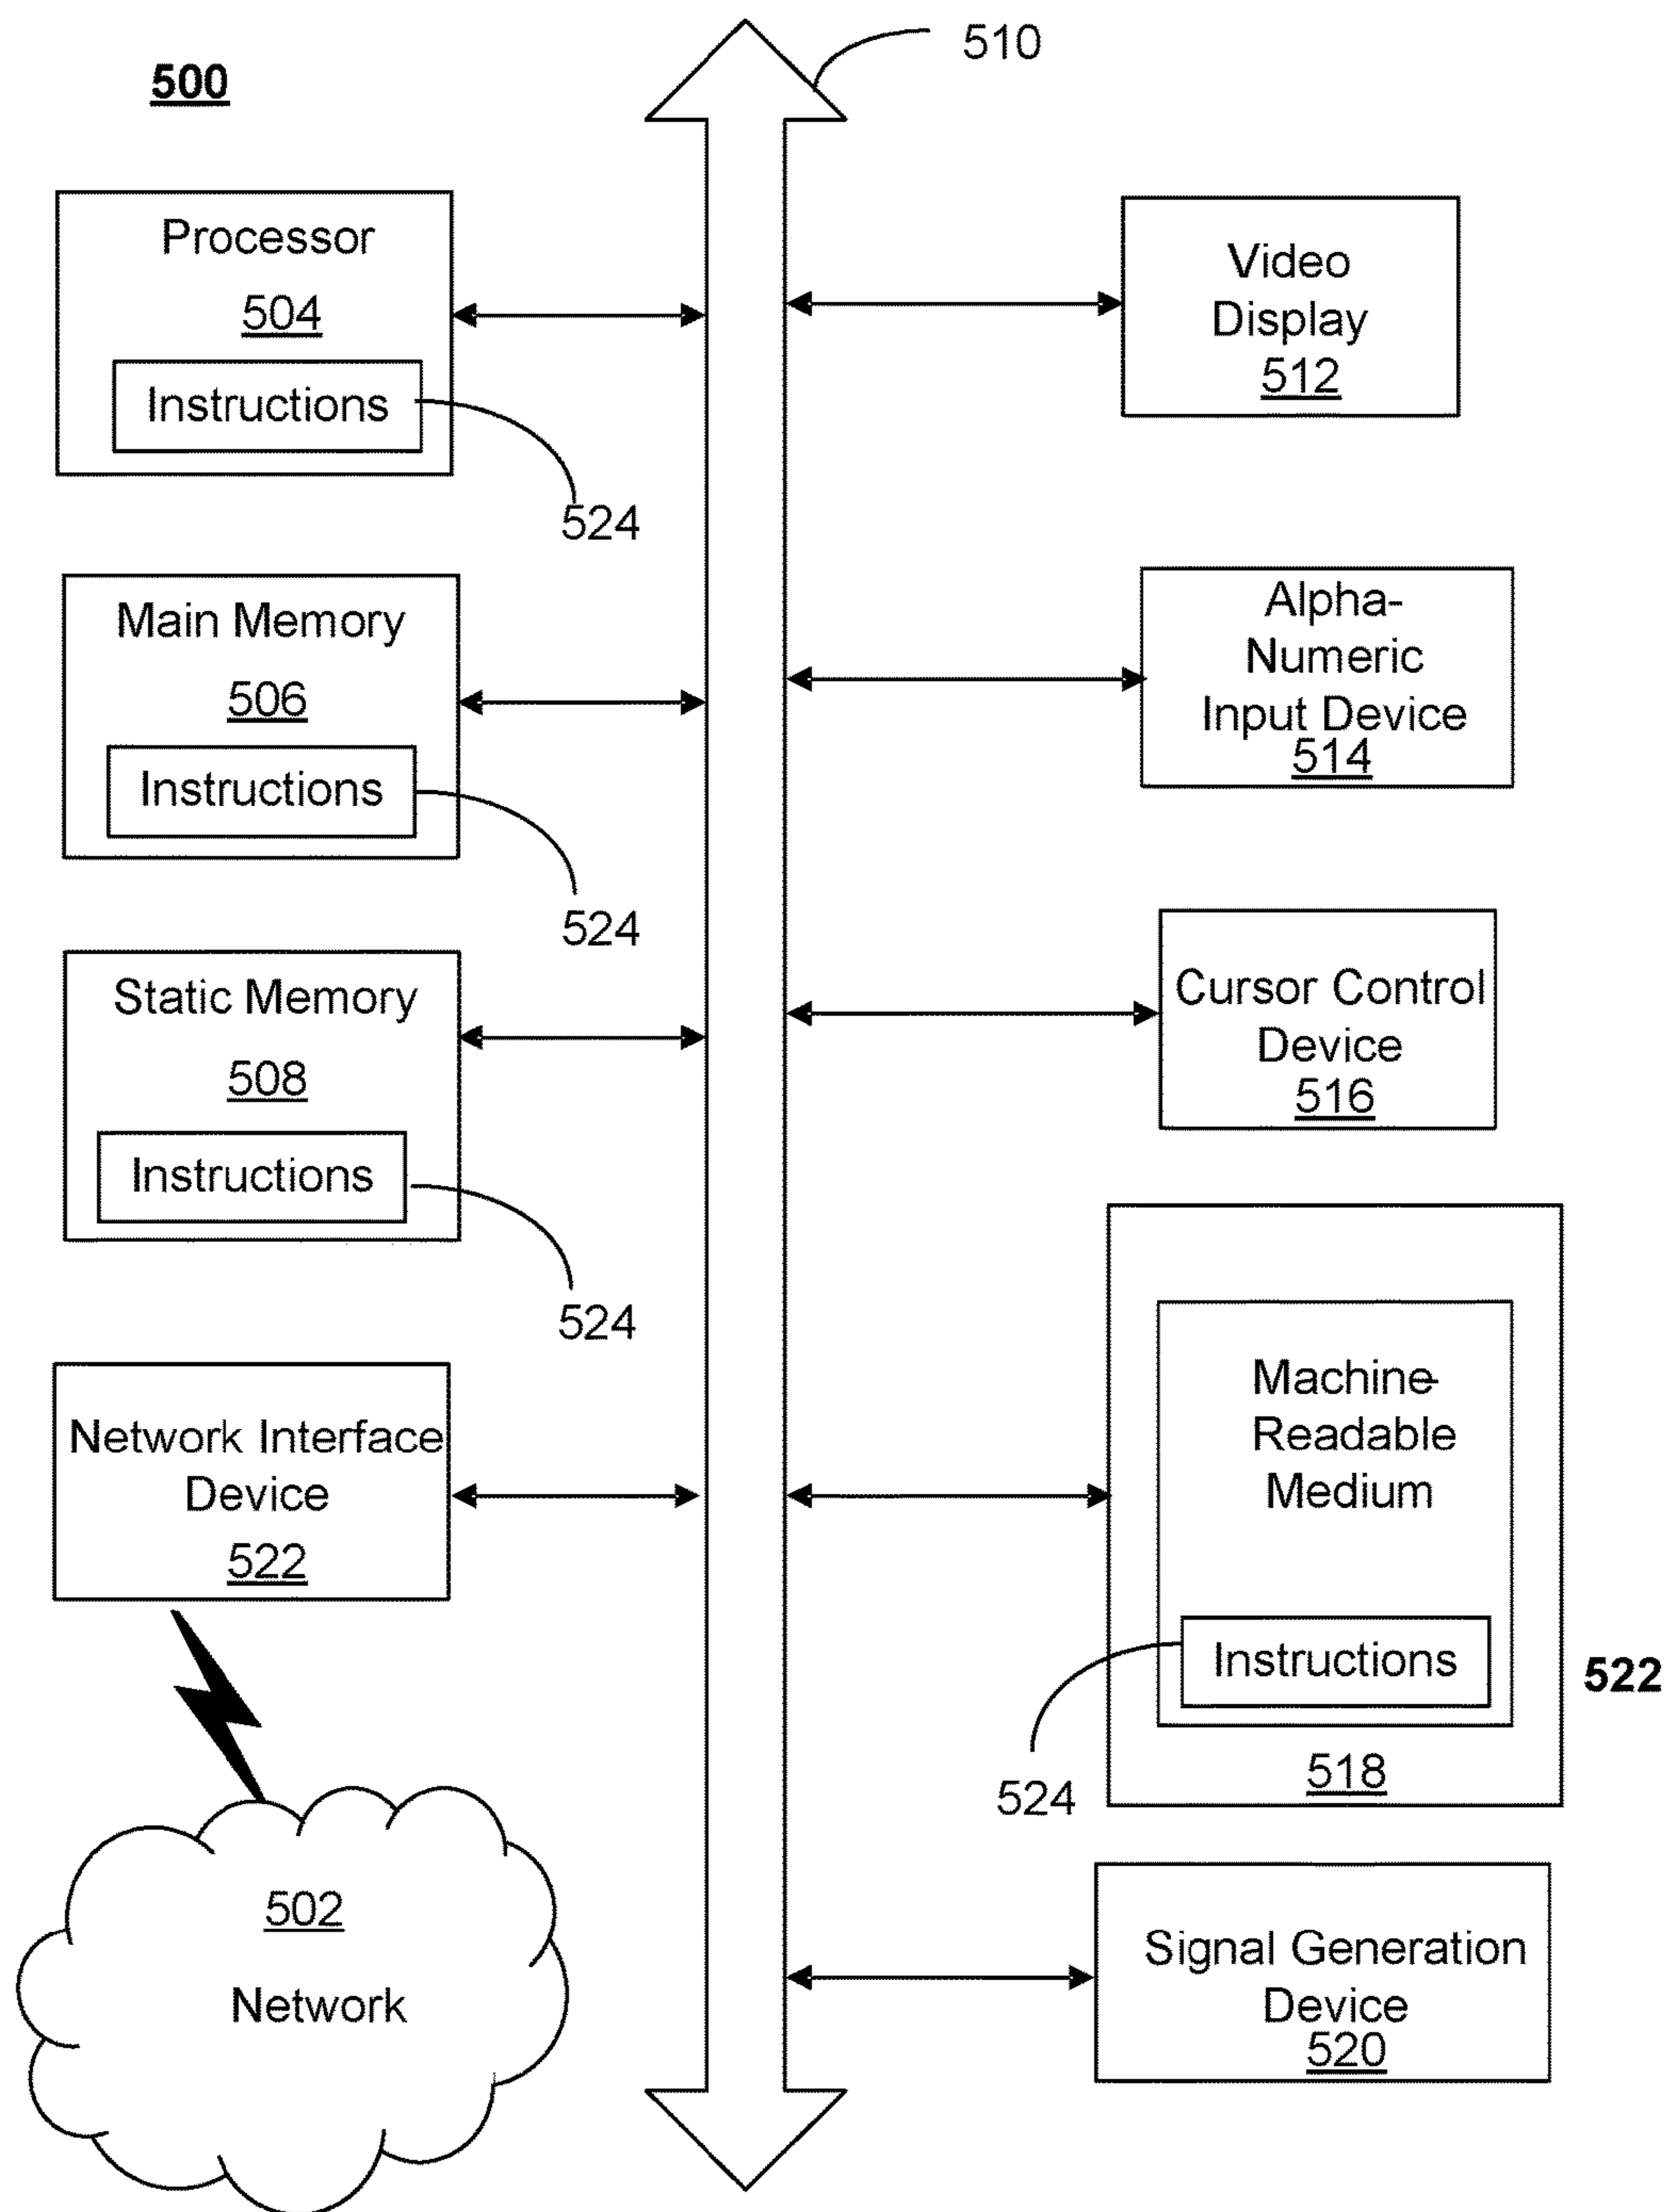 500
510
Processor
504
Instructions
524
Main Memory
506
Instructions
524
Static Memory
508
Instructions
524
Network Interface
Device
522
502
Network
Video
Display
512
Alpha-
Numeric
Input Device
514
Cursor Control
Device
516
Machine-
Readable
Medium
Instructions
522
518
524
Signal Generation
Device
520